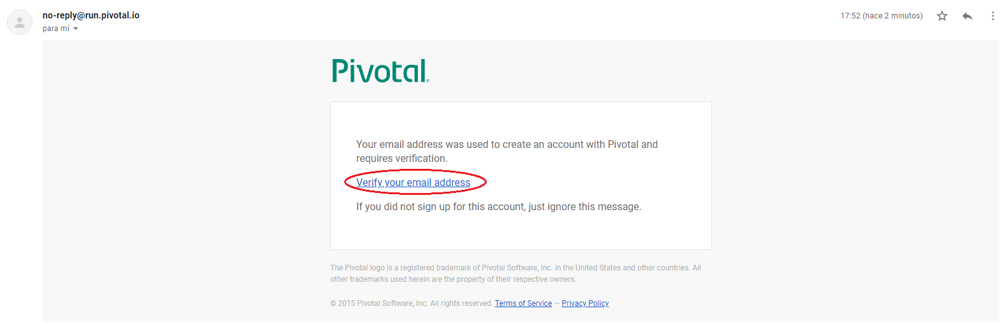 no-reply@run.pivotal.io
17:52 (hace 2 minutos)
para mí
Pivotal®
Your email address was used to create an account with Pivotal and
requires verification.
Verify your email address
If you did not sign up for this account, just ignore this message.
The Pivotal logo is a registered trademark of Pivotal Software, Inc. in the United States and other countries. All
other trademarks used herein are the property of their respective owners.
© 2015 Pivotal Software, Inc. All rights reserved. Terms of Service — Privacy Policy